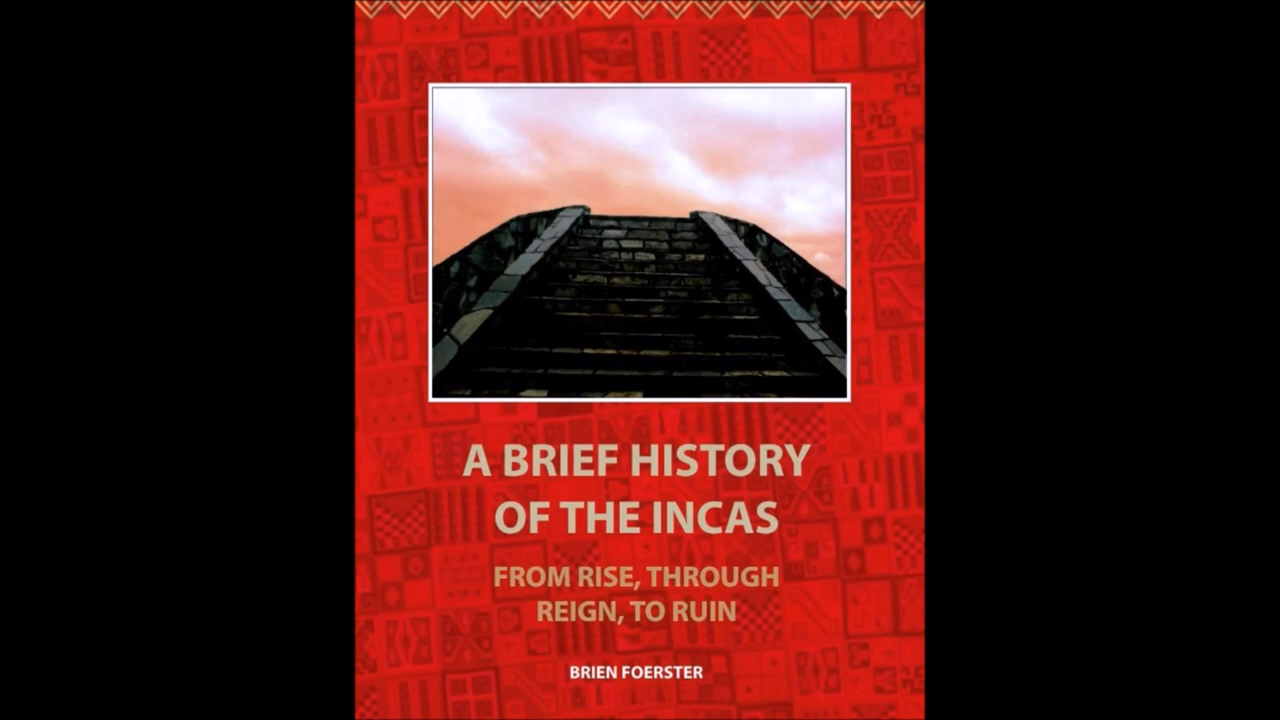 A BRIEF HISTORY
OF THE INCAS
FROM RISE, THROUGH
REIGN, TO RUIN
BRIEN FOERSTER